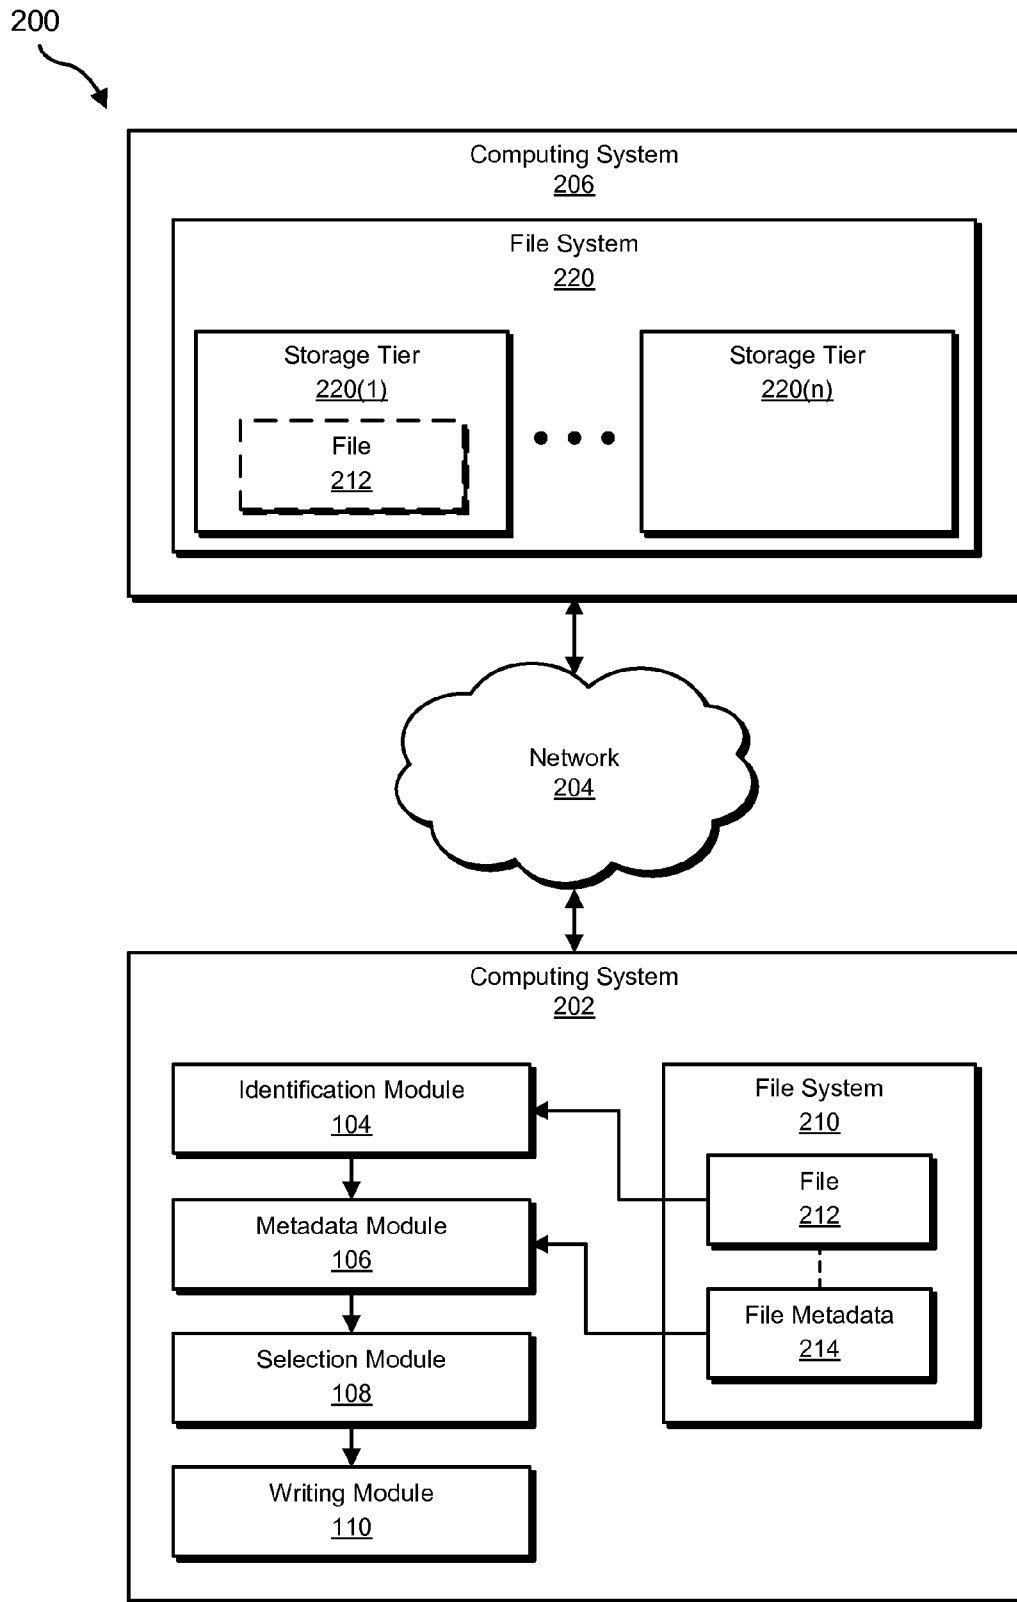 200
Computing System
206
File System
220
Storage Tier
220(1)
File
212
Storage Tier
220(n)
Network
204
Computing System
202
Identification Module
104
Metadata Module
106
Selection Module
108
Writing Module
110
File System
210
File
212
File Metadata
214